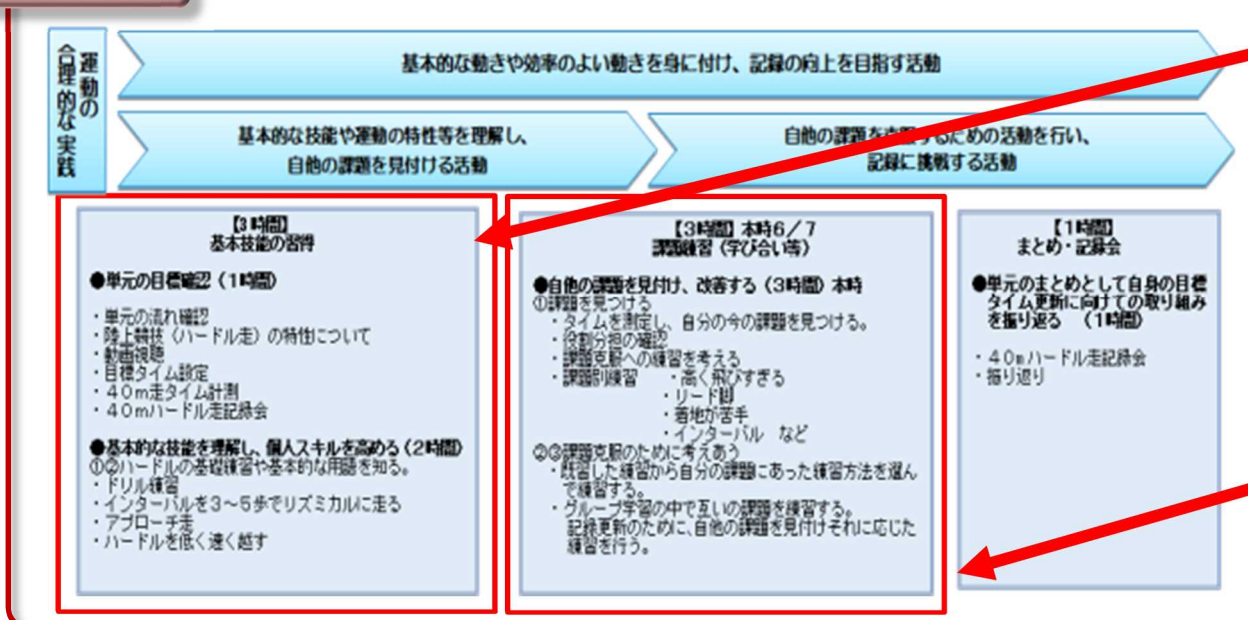 運動の
合理的な実践
基本的な動きや効率のよい動きを身に付け、記録の向上を目指す活動
基本的な技能や運動の特性等を理解し、
自他の課題を見付ける活動
自他の課題を克服するための活動を行い、
記録に挑戦する活動
【3時間】
基本技能の習得
●単元の目標確認(1時間)
・単元の流れ確認
・陸上競技(ハードル走)の特性について
・動画視聴
・目標タイム設定
・40m走タイム計測
・40mハードル走記録会
●基本的な技能を理解し、個人スキルを高める(2時間)
①②ハードルの基礎練習や基本的な用語を知る。
・ドリル練習
・インターバルを3~5歩でリズミカルに走る
・アプローチ走
・ハードルを低く速く越す
【3時間】本時6/7
課題練習(学び合い等)
●自他の課題を見付け、改善する(3時間)本時
①課題を見つける
・タイムを測定し、自分の今の課題を見つける。
・役割分担の確認
・課題克服への練習を考える
・課題別練習 ・高く飛びすぎる
・リード脚
・着地が苦手
・インターバル など
②③課題克服のために考えあう
・既習した練習から自分の課題にあった練習方法を選ん
で練習する。
・グループ学習の中で互いの課題を練習する。
記録更新のために、自他の課題を見付けそれに応じた
練習を行う。
【1時間】
まとめ・記録会
●単元のまとめとして自身の目標
タイム更新に向けての取り組み
を振り返る (1時間)
・40mハードル走記録会
・振り返り